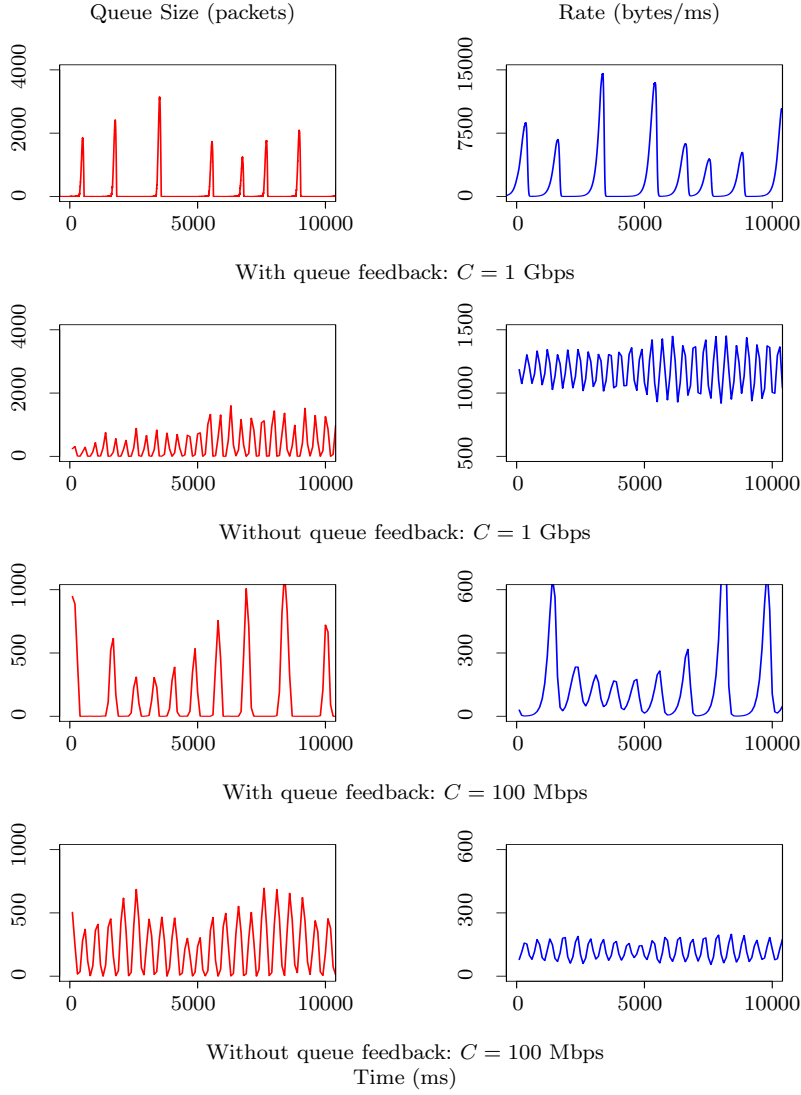 Queue Size (packets) Rate (bytes/ms)
4000 15000
2000 7500
0 0
0 5000 10000 0 5000 10000
With queue feedback: C = 1 Gbps
4000 1500
2000 1000
0 500
0 5000 10000 0 5000 10000
Without queue feedback: C = 1 Gbps
1000 600
500 300
0 0
0 5000 10000 0 5000 10000
With queue feedback: C = 100 Mbps
1000 600
500 300
0 0
0 5000 10000 0 5000 10000
Without queue feedback: C = 100 Mbps
Time (ms)